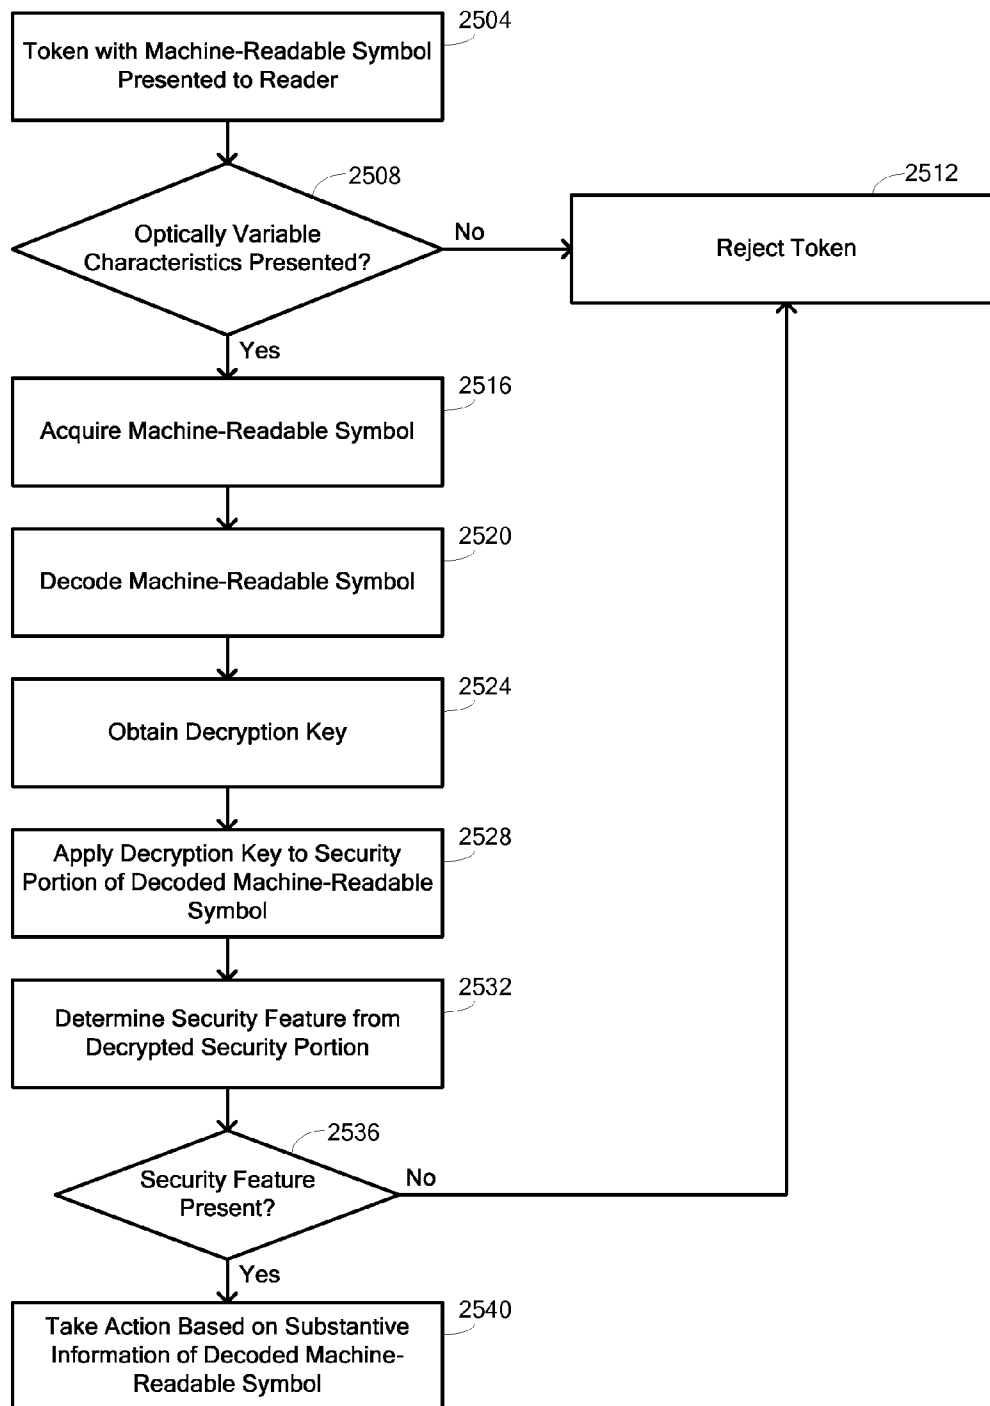 2504
Token with Machine-Readable Symbol
Presented to Reader
2508
Optically Variable
Characteristics Presented?
No
2512
Reject Token
Yes
2516
Acquire Machine-Readable Symbol
2520
Decode Machine-Readable Symbol
2524
Obtain Decryption Key
2528
Apply Decryption Key to Security
Portion of Decoded Machine-Readable
Symbol
2532
Determine Security Feature from
Decrypted Security Portion
2536
Security Feature
Present?
No
Yes
2540
Take Action Based on Substantive
Information of Decoded Machine-
Readable Symbol